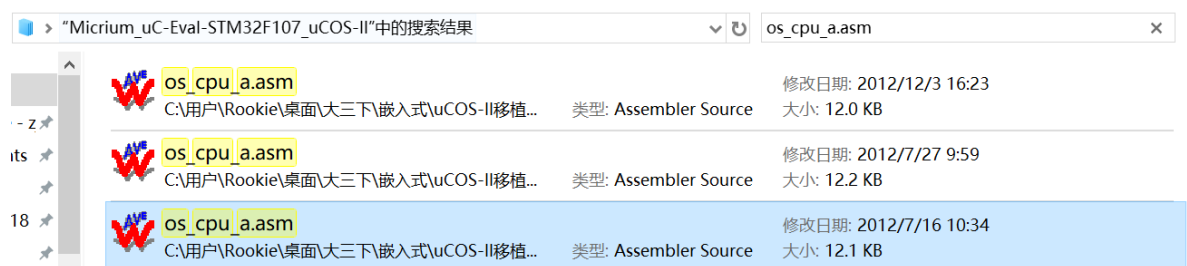 “Micrium_uC-Eval-STM32F107_uCOS-II”中的搜索结果
os_cpu_a.asm
os_cpu_a.asm 修改日期: 2012/12/3 16:23
C:\用户\Rookie\桌面\大三下\嵌入式\uCOS-II移植... 类型: Assembler Source 大小: 12.0 KB
- z
os_cpu_a.asm 修改日期: 2012/7/27 9:59
nts C:\用户\Rookie\桌面\大三下\嵌入式\uCOS-II移植... 类型: Assembler Source 大小: 12.2 KB
18 os_cpu_a.asm 修改日期: 2012/7/16 10:34
C:\用户\Rookie\桌面\大三下\嵌入式\uCOS-II移植... 类型: Assembler Source 大小: 12.1 KB